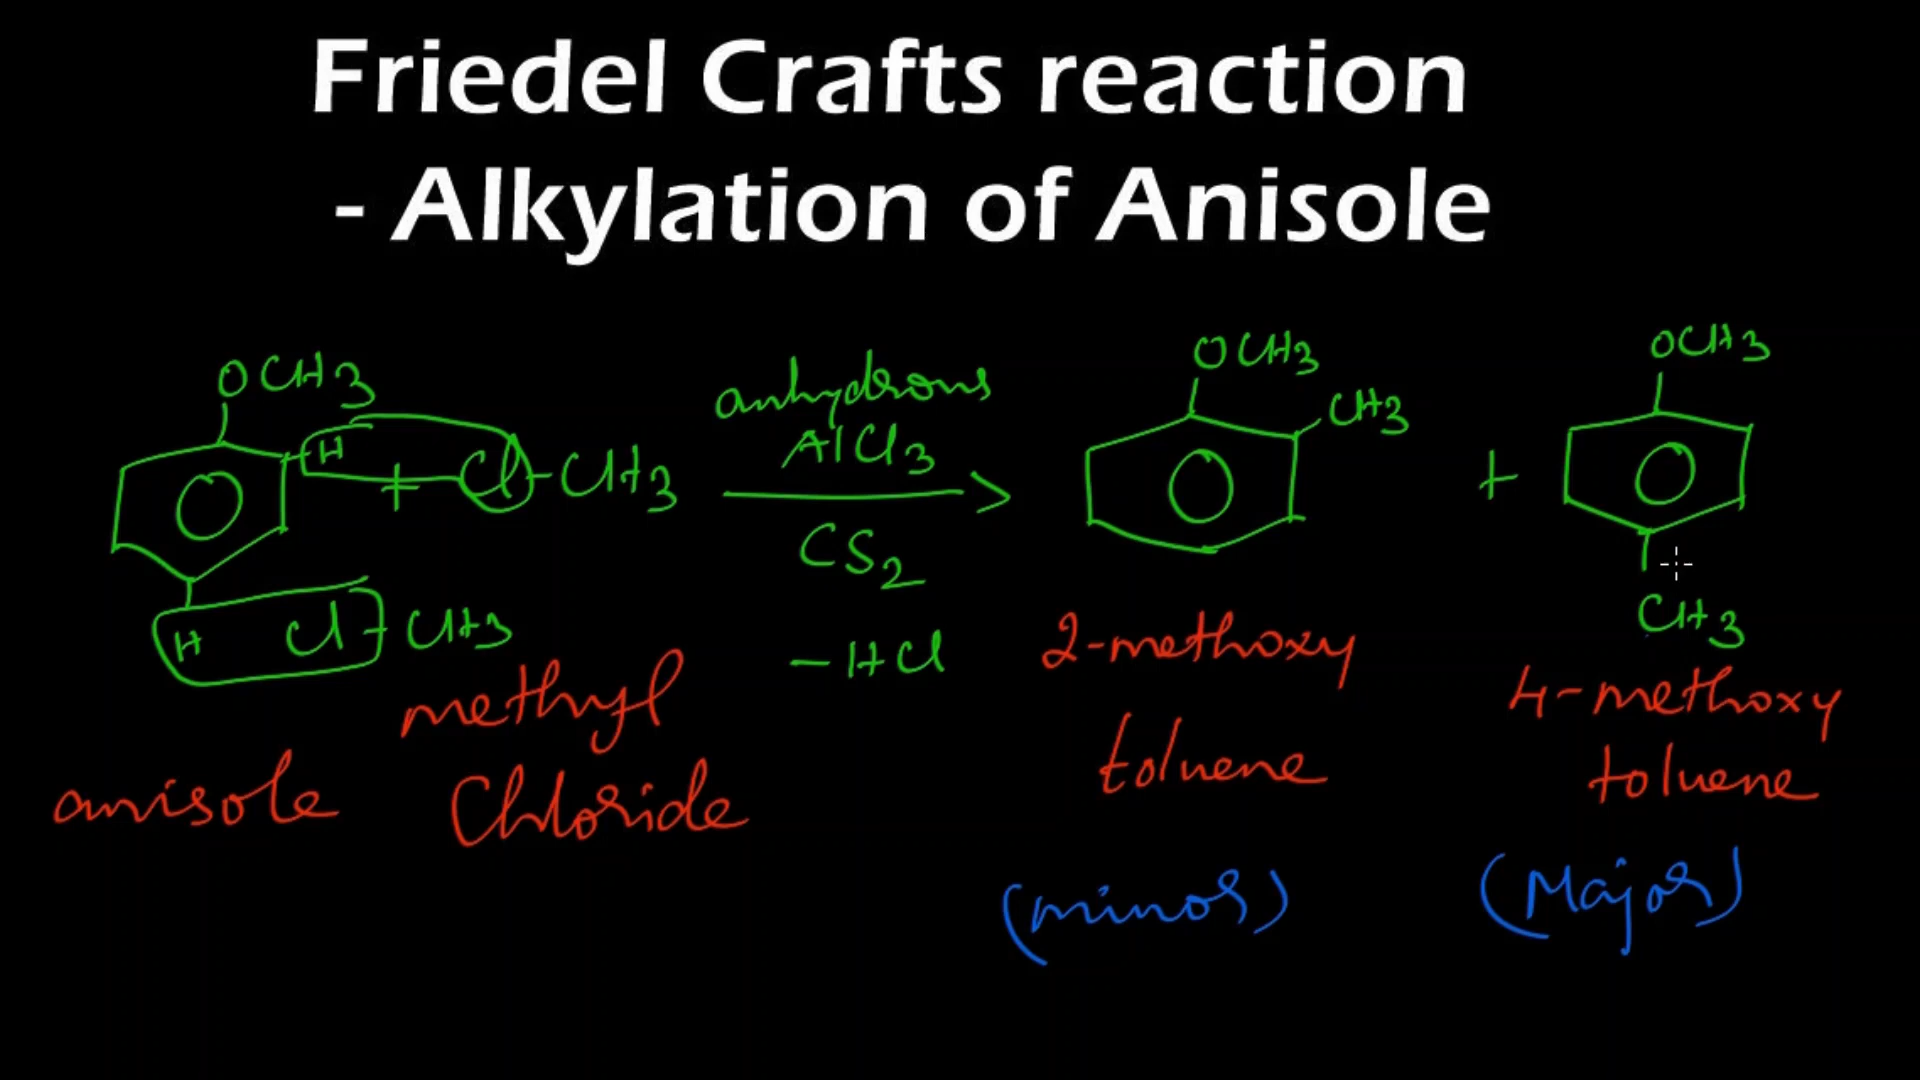 Friedel Crafts reaction
- Alkylation of Anisole
OCH3
H
+ Cl-CH3
H Cl-CH3
anisole
methyl
Chloride
anhydrous
AlCl3
CS2
-HCl
OCH3
CH3
2-methoxy
toluene
(minor)
+
OCH3
CH3
4-methoxy
toluene
(Major)